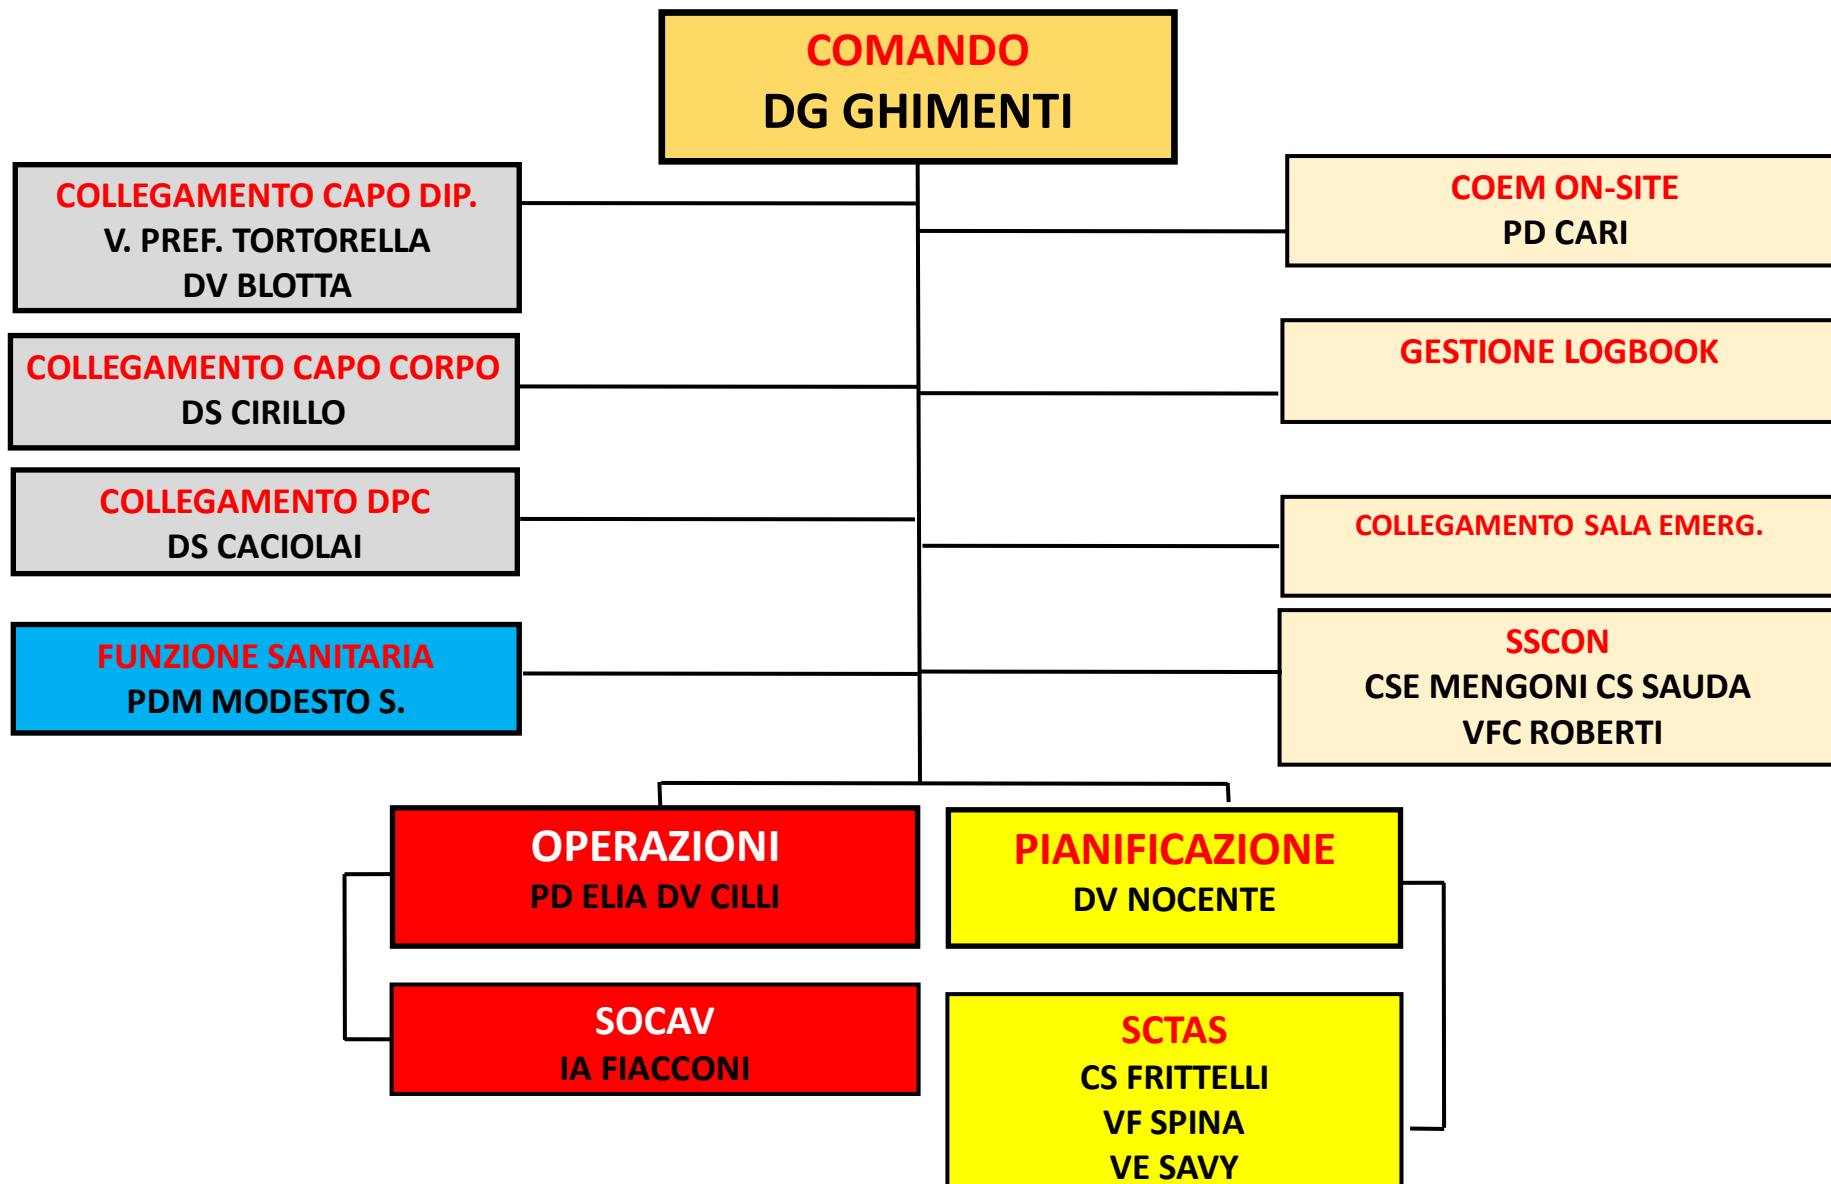 COMANDO
DG GHIMENTI
COLLEGAMENTO CAPO DIP.
V. PREF. TORTORELLA
DV BLOTTA
COEM ON-SITE
PD CARI
COLLEGAMENTO CAPO CORPO
DS CIRILLO
GESTIONE LOGBOOK
COLLEGAMENTO DPC
DS CACIOLAI
COLLEGAMENTO SALA EMERG.
FUNZIONE SANITARIA
PDM MODESTO S.
SSCON
CSE MENGONI CS SAUDA
VFC ROBERTI
OPERAZIONI
PD ELIA DV CILLI
PIANIFICAZIONE
DV NOCENTE
SOCAV
IA FIACCONI
SCTAS
CS FRITTELLI
VF SPINA
VE SAVY